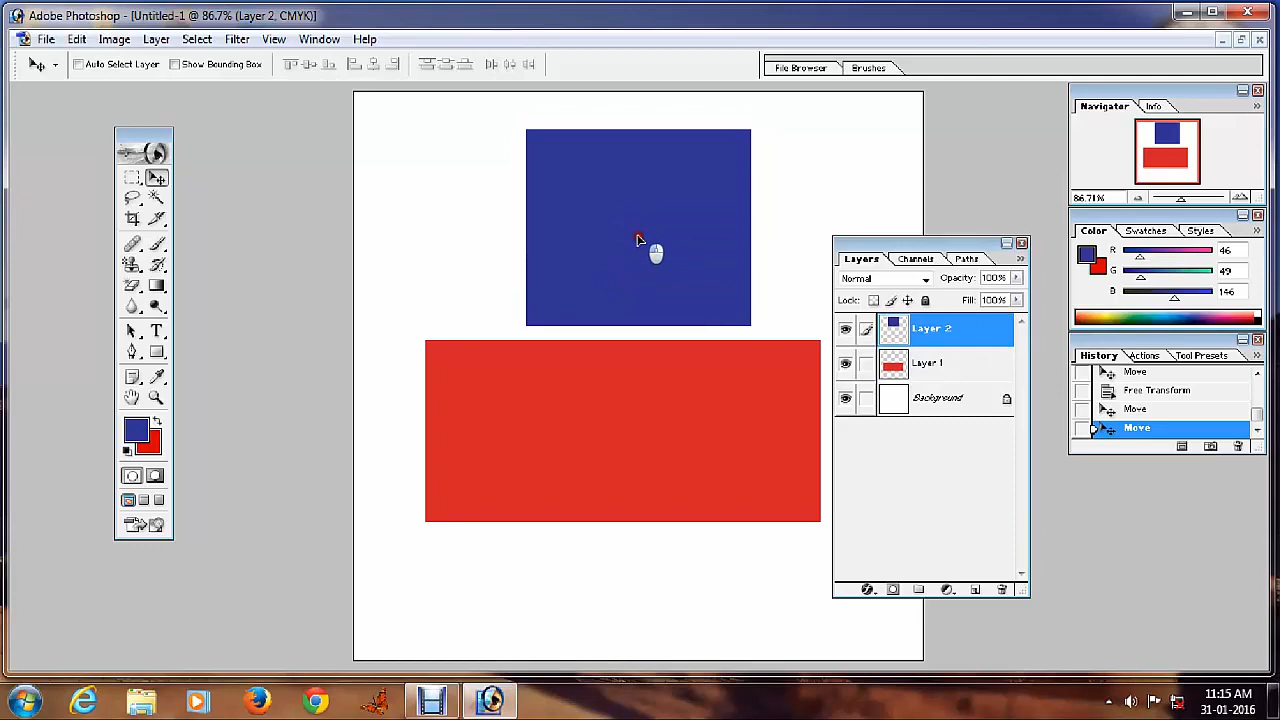 Adobe Photoshop - [Untitled-1 @ 86.7% (Layer 2, CMYK)]
File Edit Image Layer Select Filter View Window Help
Auto Select Layer Show Bounding Box
File Browser Brushes
Navigator Info
86.71%
Color Swatches Styles
R 46
G 49
B 146
Layers Channels Paths
Normal Opacity: 100%
Lock: Fill: 100%
Layer 2
Layer 1
Background
History Actions Tool Presets
Move
Free Transform
Move
Move
T
11:15 AM
31-01-2016